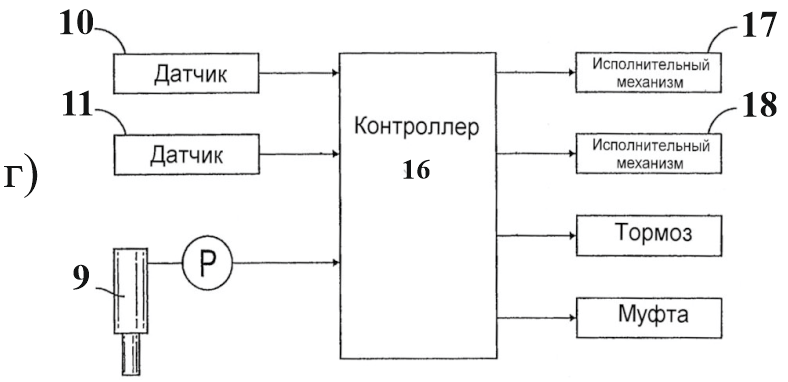 10
Датчик
11
Датчик
г)
9
P
Контроллер
16
17
Исполнительный
механизм
18
Исполнительный
механизм
Тормоз
Муфта